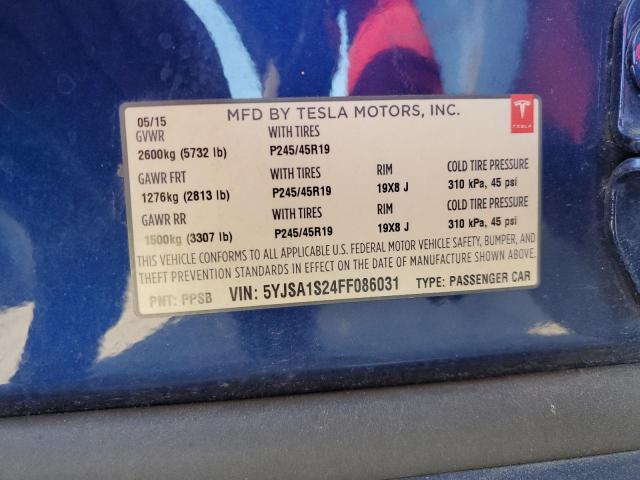 05/15 MFD BY TESLA MOTORS, INC.
TESLA
GVWR WITH TIRES
2600kg (5732 lb) P245/45R19
GAWR FRT WITH TIRES RIM COLD TIRE PRESSURE
1276kg (2813 lb) P245/45R19 19X8 J 310 kPa, 45 psi
GAWR RR WITH TIRES RIM COLD TIRE PRESSURE
1500kg (3307 lb) P245/45R19 19X8 J 310 kPa, 45 psi
THIS VEHICLE CONFORMS TO ALL APPLICABLE U.S. FEDERAL MOTOR VEHICLE SAFETY, BUMPER, AND
THEFT PREVENTION STANDARDS IN EFFECT ON THE DATE OF MANUFACTURE SHOWN ABOVE.
PNT: PPSB VIN: 5YJSA1S24FF086031 TYPE: PASSENGER CAR